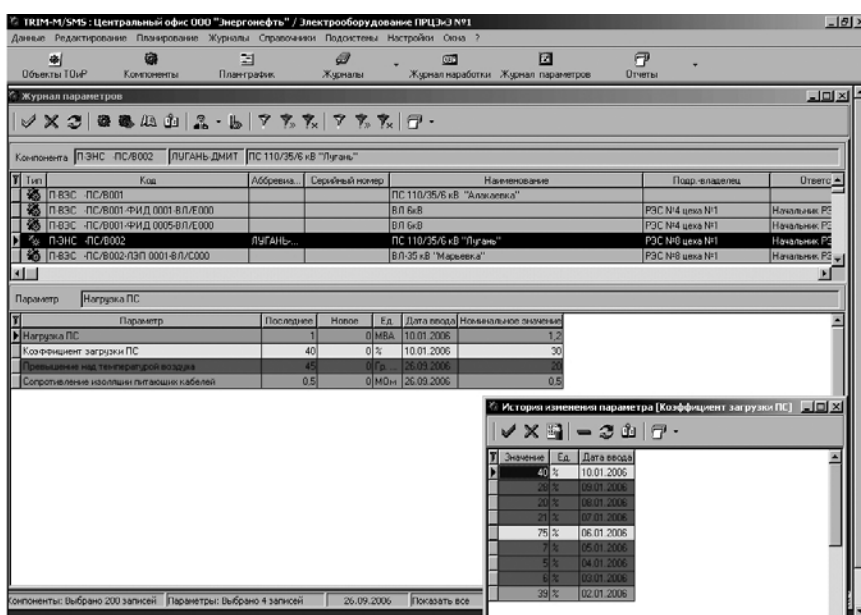 TRIM-M/SMS : Центральный офис ООО "Энергонефть" / Электрооборудование ПРЦЭиЭ №1
Данные Редактирование Планирование Журналы Справочники Подсистемы Настройки Окна ?
Объекты ТОиР Компоненты План-график Журналы Журнал наработки Журнал параметров Отчеты
Журнал параметров
Компонента П-ЭНС -ПС/В002 ЛУГАНЬ-ДМИТ ПС 110/35/6 кВ "Лугань"
Тип Код Аббревиа... Серийный номер Наименование Подр.-владелец Ответс
П-ВЭС -ПС/В001 ПС 110/35/6 кВ "Алакаевка"
П-ВЭС -ПС/В001-ФИД 0001-ВЛ/Е000 ВЛ 6кВ РЭС №4 цеха №1 Начальник РЭ
П-ВЭС -ПС/В001-ФИД 0005-ВЛ/Е000 ВЛ 6кВ РЭС №4 цеха №1 Начальник РЭ
П-ЭНС -ПС/В002 ЛУГАНЬ-... ПС 110/35/6 кВ "Лугань" РЭС №8 цеха №1 Начальник РЭ
П-ВЭС -ПС/В002-ЛЭП 0001-ВЛ/С000 ВЛ-35 кВ "Марьевка" РЭС №8 цеха №1 Начальник РЭ
Параметр Нагрузка ПС
Параметр Последнее Новое Ед. Дата ввода Номинальное значение
Нагрузка ПС 1 0 МВА 10.01.2006 1,2
Коэффициент загрузки ПС 40 0 % 10.01.2006 30
Превышение над температурой воздуха 45 0 Гр. ... 26.09.2006 20
Сопротивление изоляции питающих кабелей 0,5 0 МОм 26.09.2006 0,5
История изменения параметра [Коэффициент загрузки ПС]
Значение Ед. Дата ввода
40 % 10.01.2006
28 % 09.01.2006
20 % 08.01.2006
21 % 07.01.2006
75 % 06.01.2006
7 % 05.01.2006
5 % 04.01.2006
6 % 03.01.2006
39 % 02.01.2006
Компоненты: Выбрано 200 записей Параметры: Выбрано 4 записей 26.09.2006 Показать все